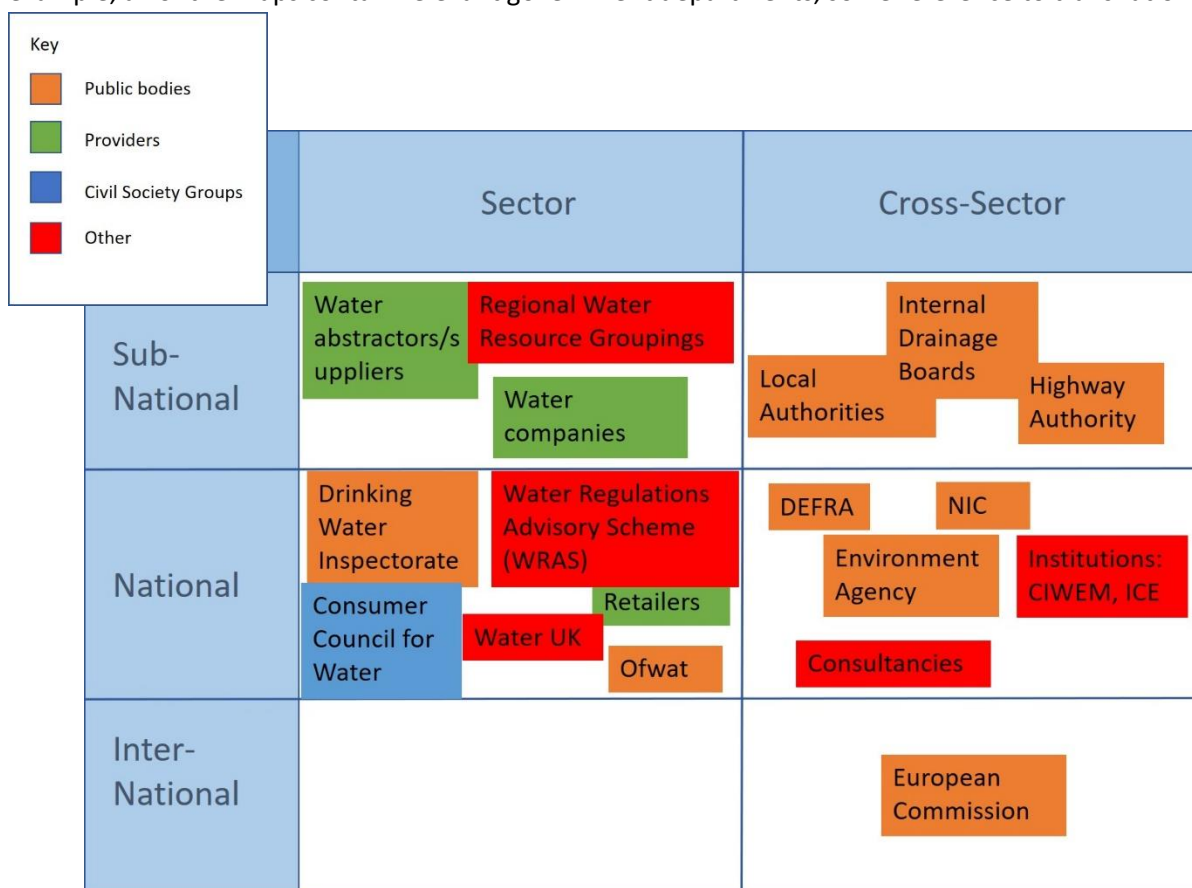 Key
Public bodies
Providers
Civil Society Groups
Other
Sector
Cross-Sector
Sub-
National
Water
abstractors/s
uppliers
Regional Water
Resource Groupings
Water
companies
Internal
Drainage
Boards
Local
Authorities
Highway
Authority
National
Drinking
Water
Inspectorate
Water Regulations
Advisory Scheme
(WRAS)
Consumer
Council for
Water
Retailers
Water UK
Ofwat
DEFRA
NIC
Environment
Agency
Institutions:
CIWEM, ICE
Consultancies
Inter-
National
European
Commission